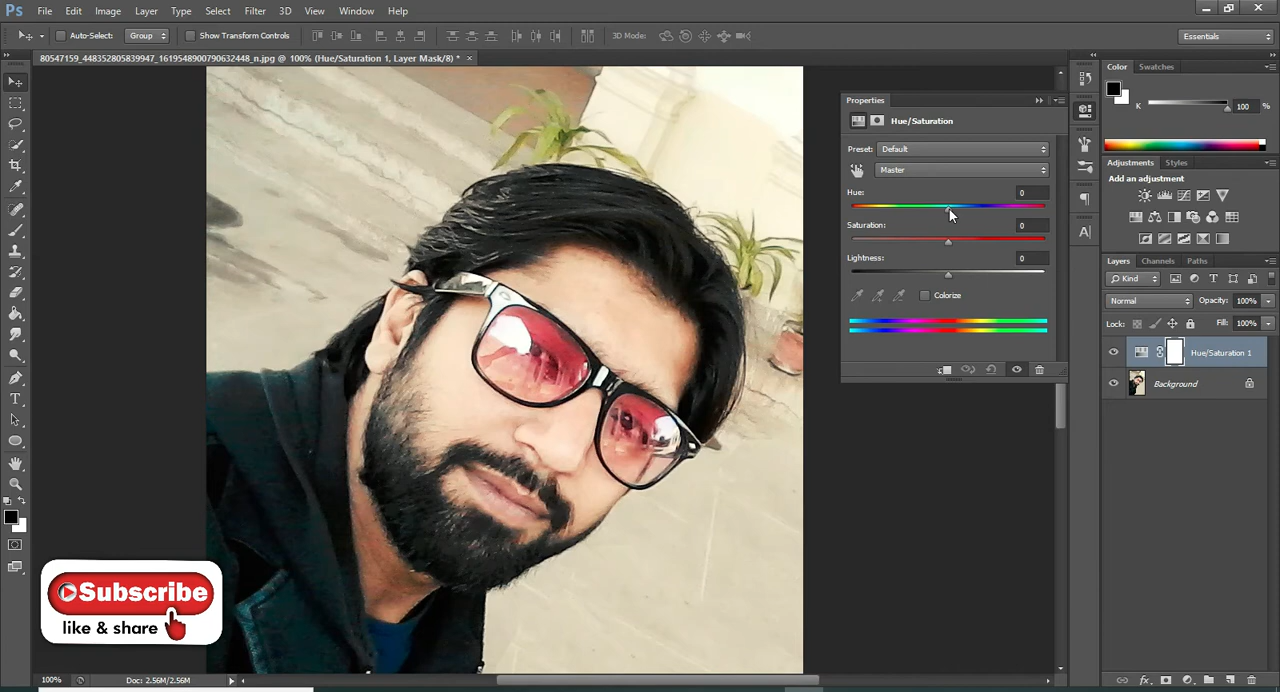 Ps File Edit Image Layer Type Select Filter 3D View Window Help
Auto-Select: Group Show Transform Controls 3D Mode: Essentials
80547159_448352805839947_1619548900790632448_n.jpg @ 100% (Hue/Saturation 1, Layer Mask/8) * ×
Properties
Hue/Saturation
Preset: Default
Master
Hue: 0
Saturation: 0
Lightness: 0
Colorize
Color Swatches
K 100 %
Adjustments Styles
Add an adjustment
Layers Channels Paths
Kind
Normal Opacity: 100%
Lock: Fill: 100%
Hue/Saturation 1
Background
Subscribe
like & share
100% Doc: 2.56M/2.56M